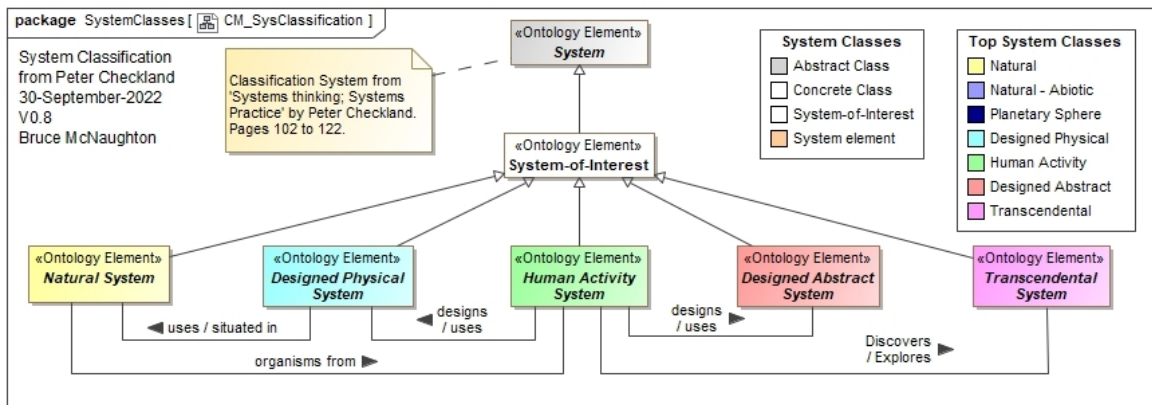 package SystemClasses [ CM_SysClassification ]
System Classification
from Peter Checkland
30-September-2022
V0.8
Bruce McNaughton
Classification System from
'Systems thinking; Systems
Practice' by Peter Checkland.
Pages 102 to 122.
«Ontology Element»
System
System Classes
Abstract Class
Concrete Class
System-of-Interest
System element
Top System Classes
Natural
Natural - Abiotic
Planetary Sphere
Designed Physical
Human Activity
Designed Abstract
Transcendental
«Ontology Element»
System-of-Interest
«Ontology Element»
Natural System
«Ontology Element»
Designed Physical
System
«Ontology Element»
Human Activity
System
«Ontology Element»
Designed Abstract
System
«Ontology Element»
Transcendental
System
uses / situated in
designs
/ uses
designs
/ uses
organisms from
Discovers
/ Explores